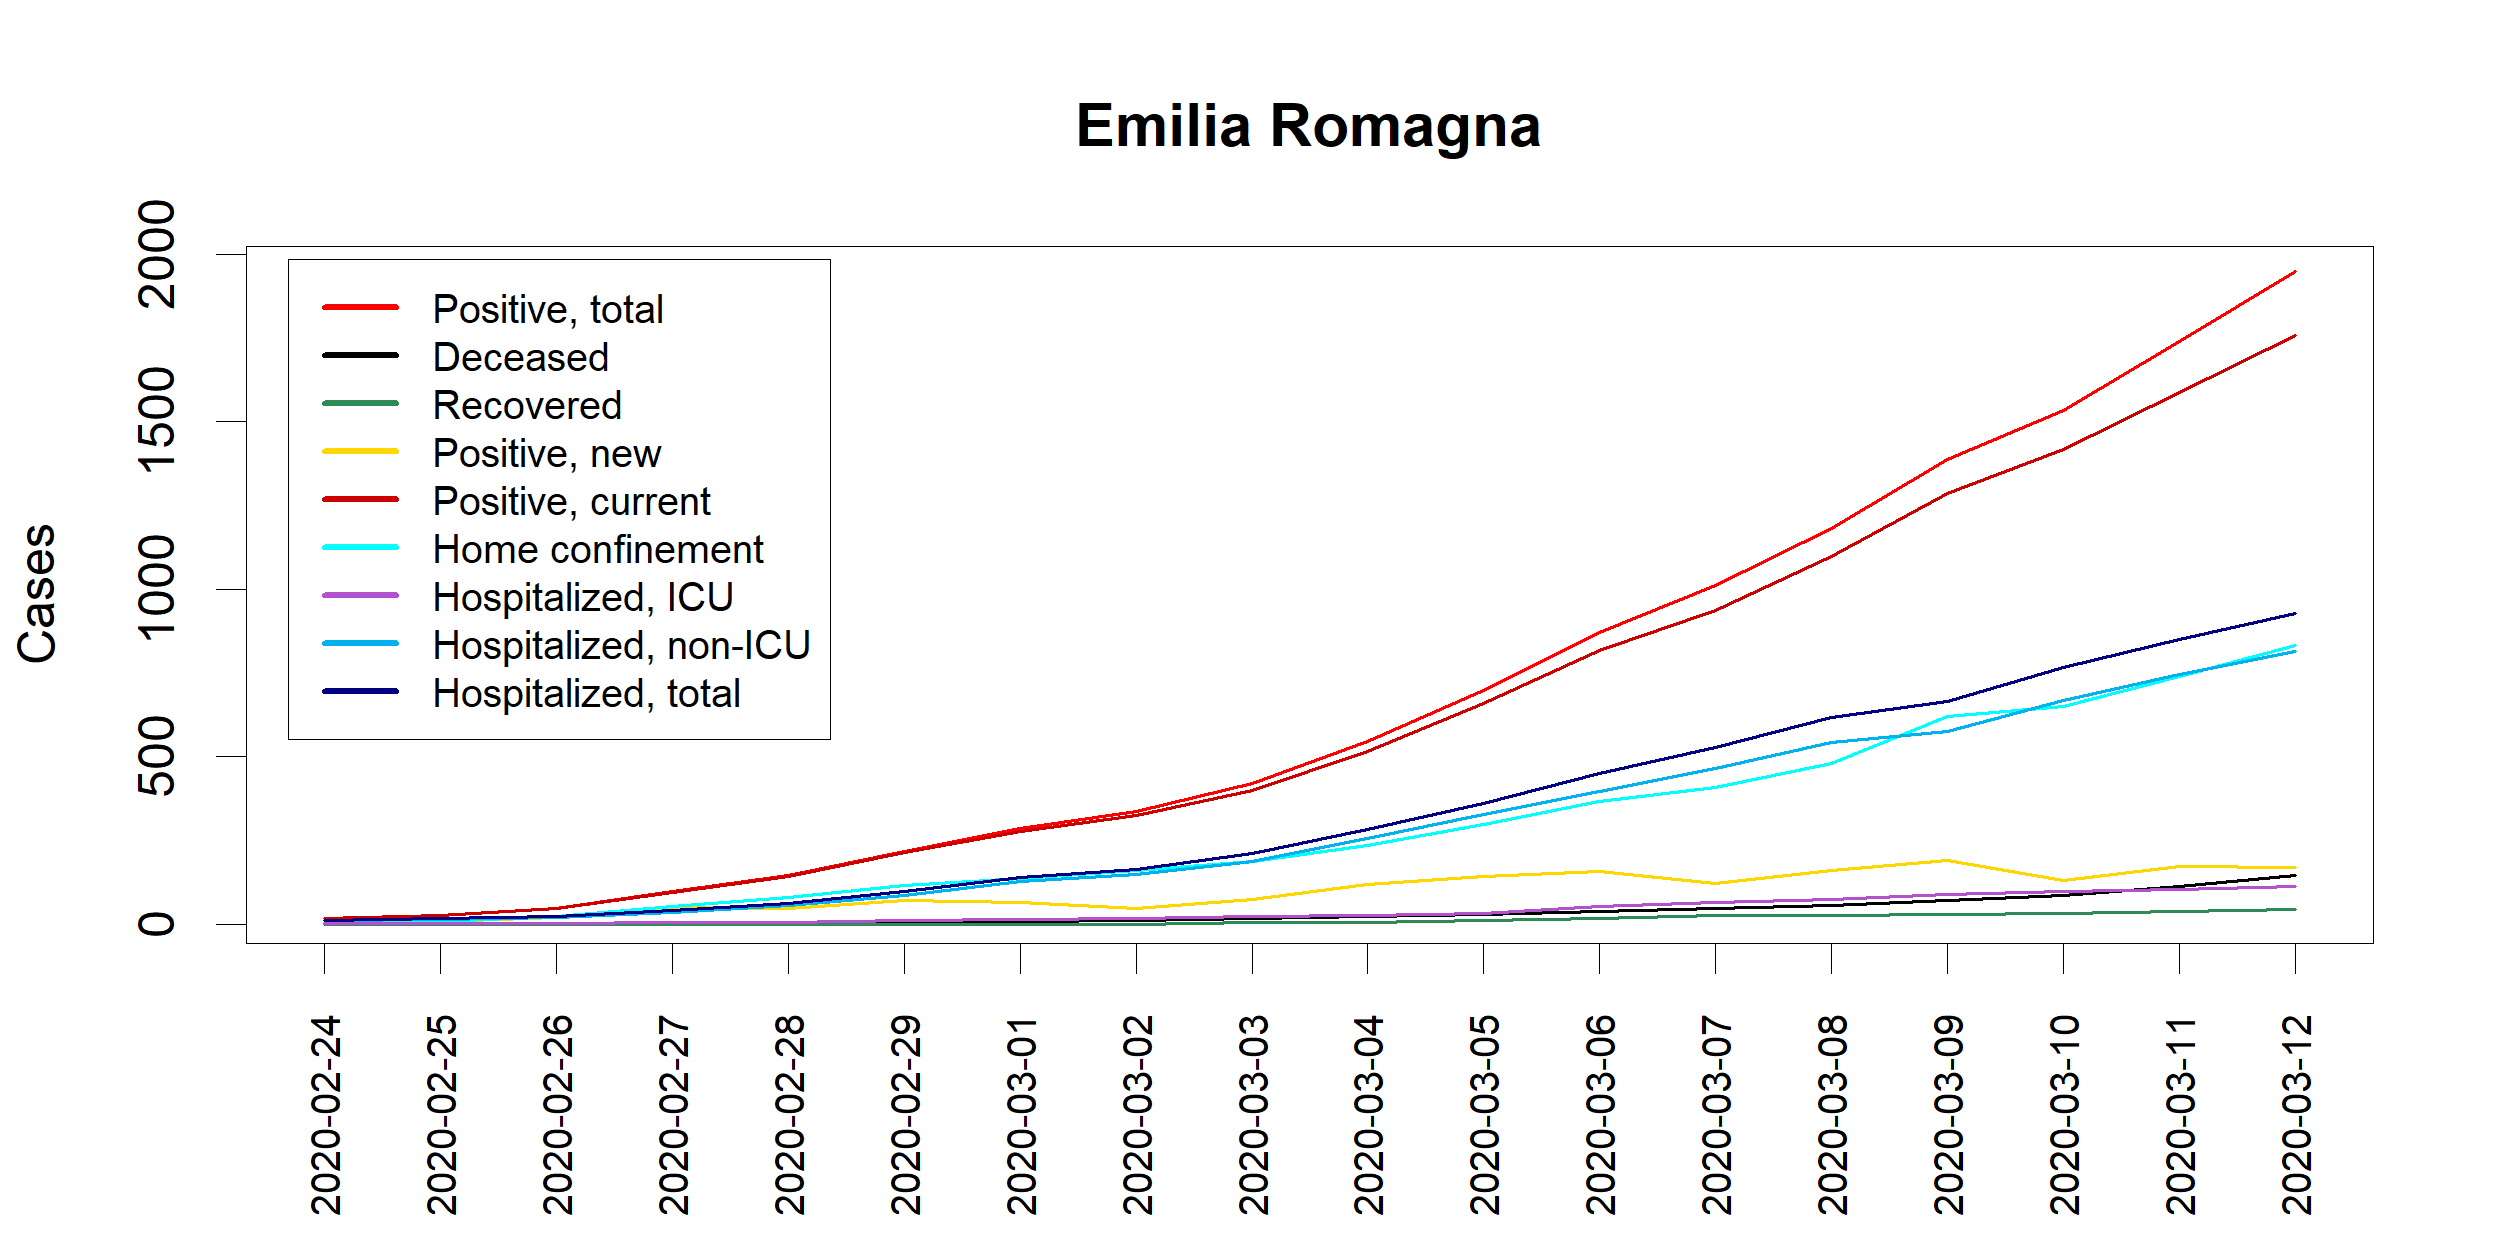 Emilia Romagna
Cases
2000
1500
1000
500
0
Positive, total
Deceased
Recovered
Positive, new
Positive, current
Home confinement
Hospitalized, ICU
Hospitalized, non-ICU
Hospitalized, total
2020-02-24
2020-02-25
2020-02-26
2020-02-27
2020-02-28
2020-02-29
2020-03-01
2020-03-02
2020-03-03
2020-03-04
2020-03-05
2020-03-06
2020-03-07
2020-03-08
2020-03-09
2020-03-10
2020-03-11
2020-03-12